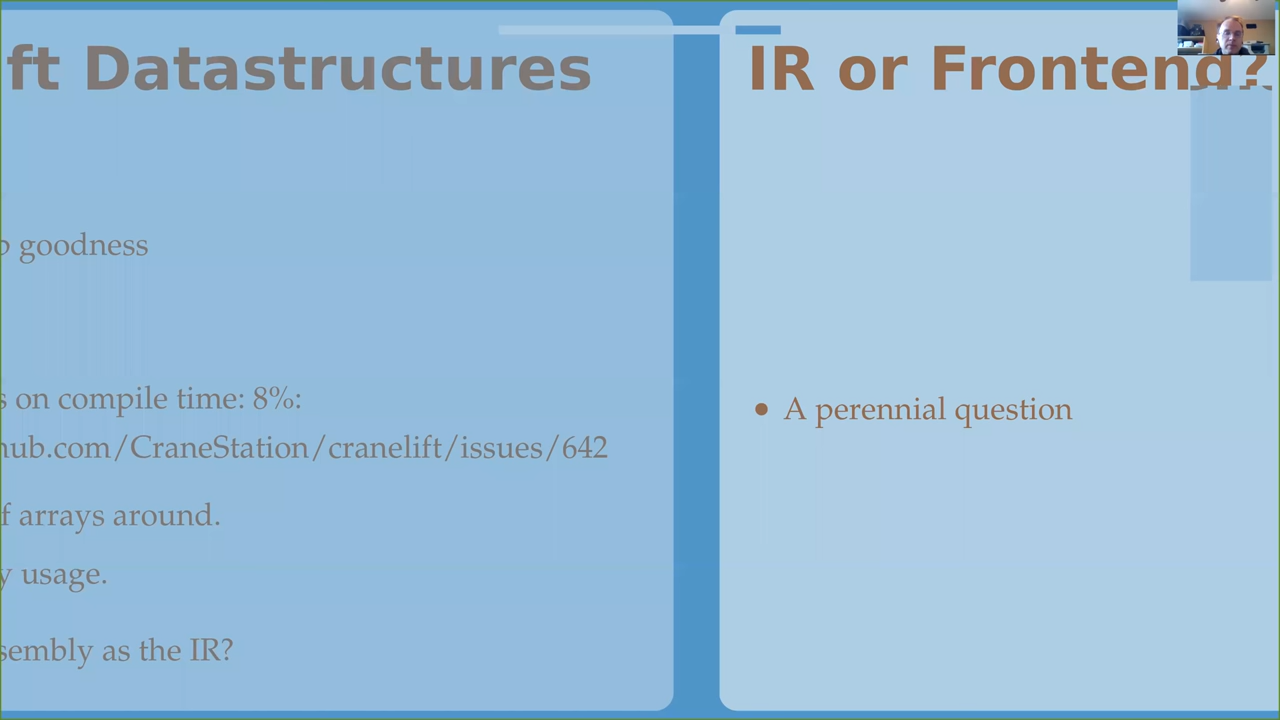 ft Datastructures
goodness
on compile time: 8%:
hub.com/CraneStation/cranelift/issues/642
f arrays around.
y usage.
sembly as the IR?
IR or Frontend?
• A perennial question